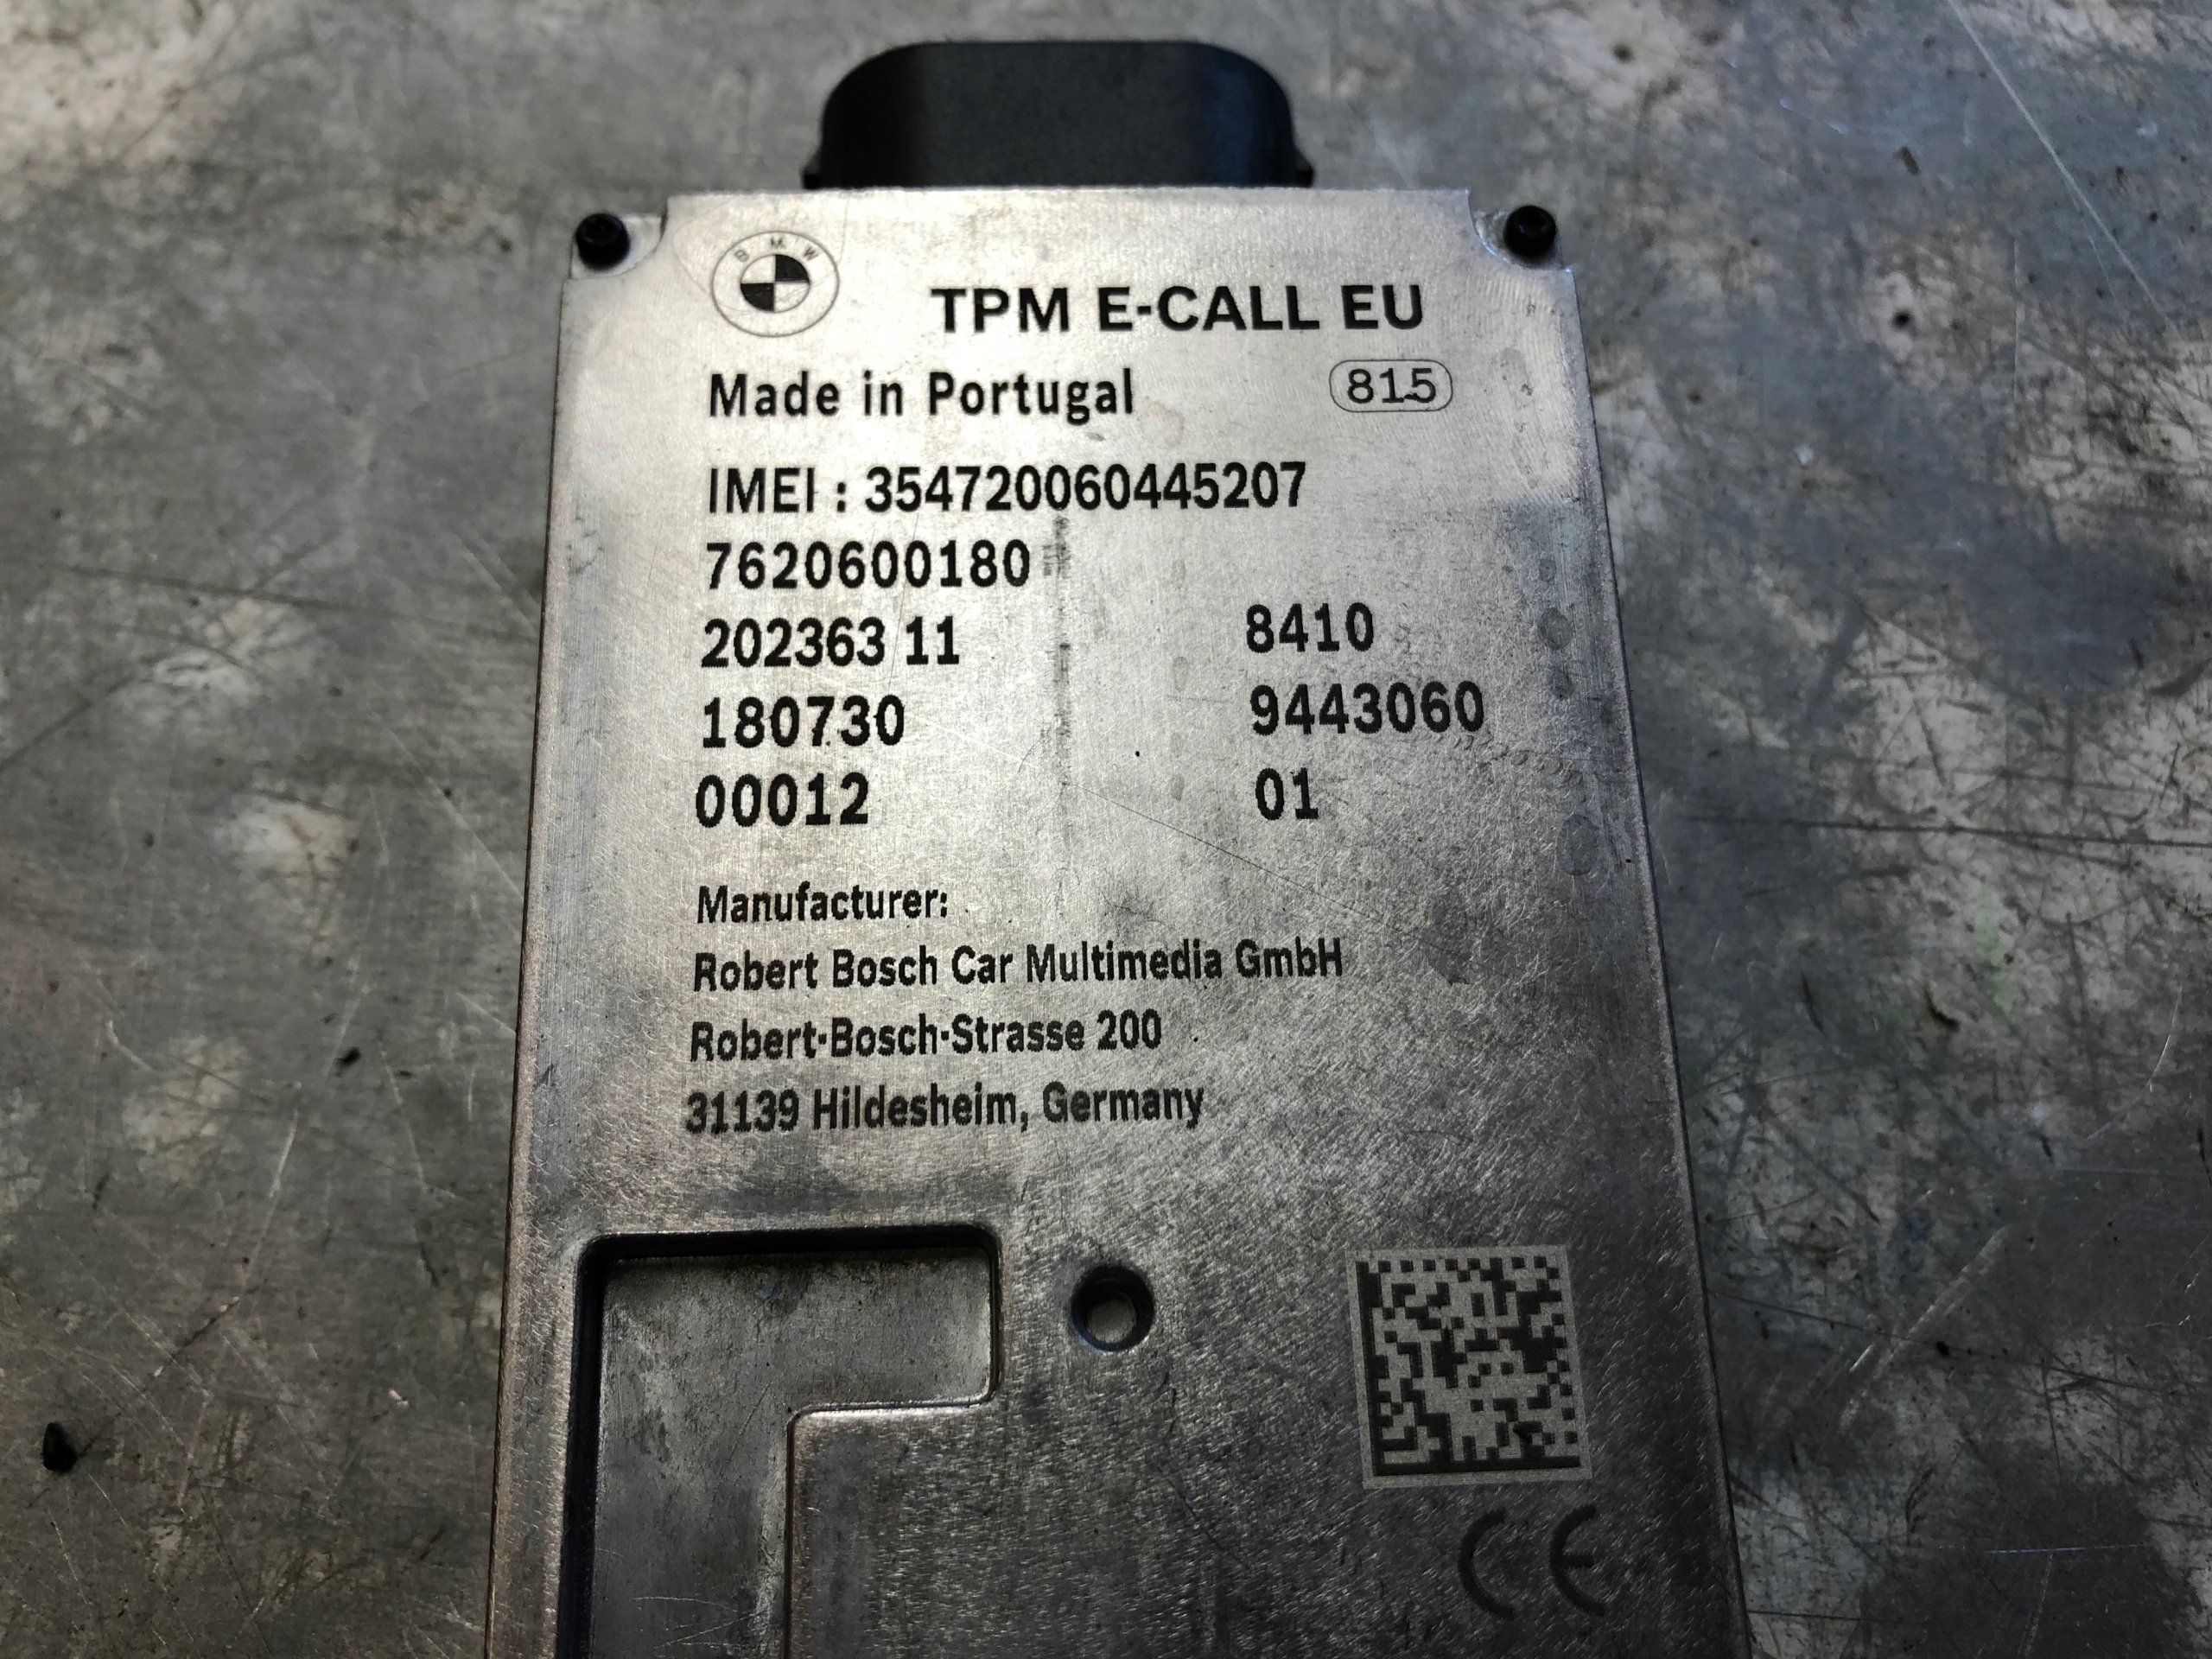 BMW
TPM E-CALL EU
Made in Portugal 815
IMEI : 354720060445207
7620600180
202363 11 8410
180730 9443060
00012 01
Manufacturer:
Robert Bosch Car Multimedia GmbH
Robert-Bosch-Strasse 200
31139 Hildesheim, Germany
CE